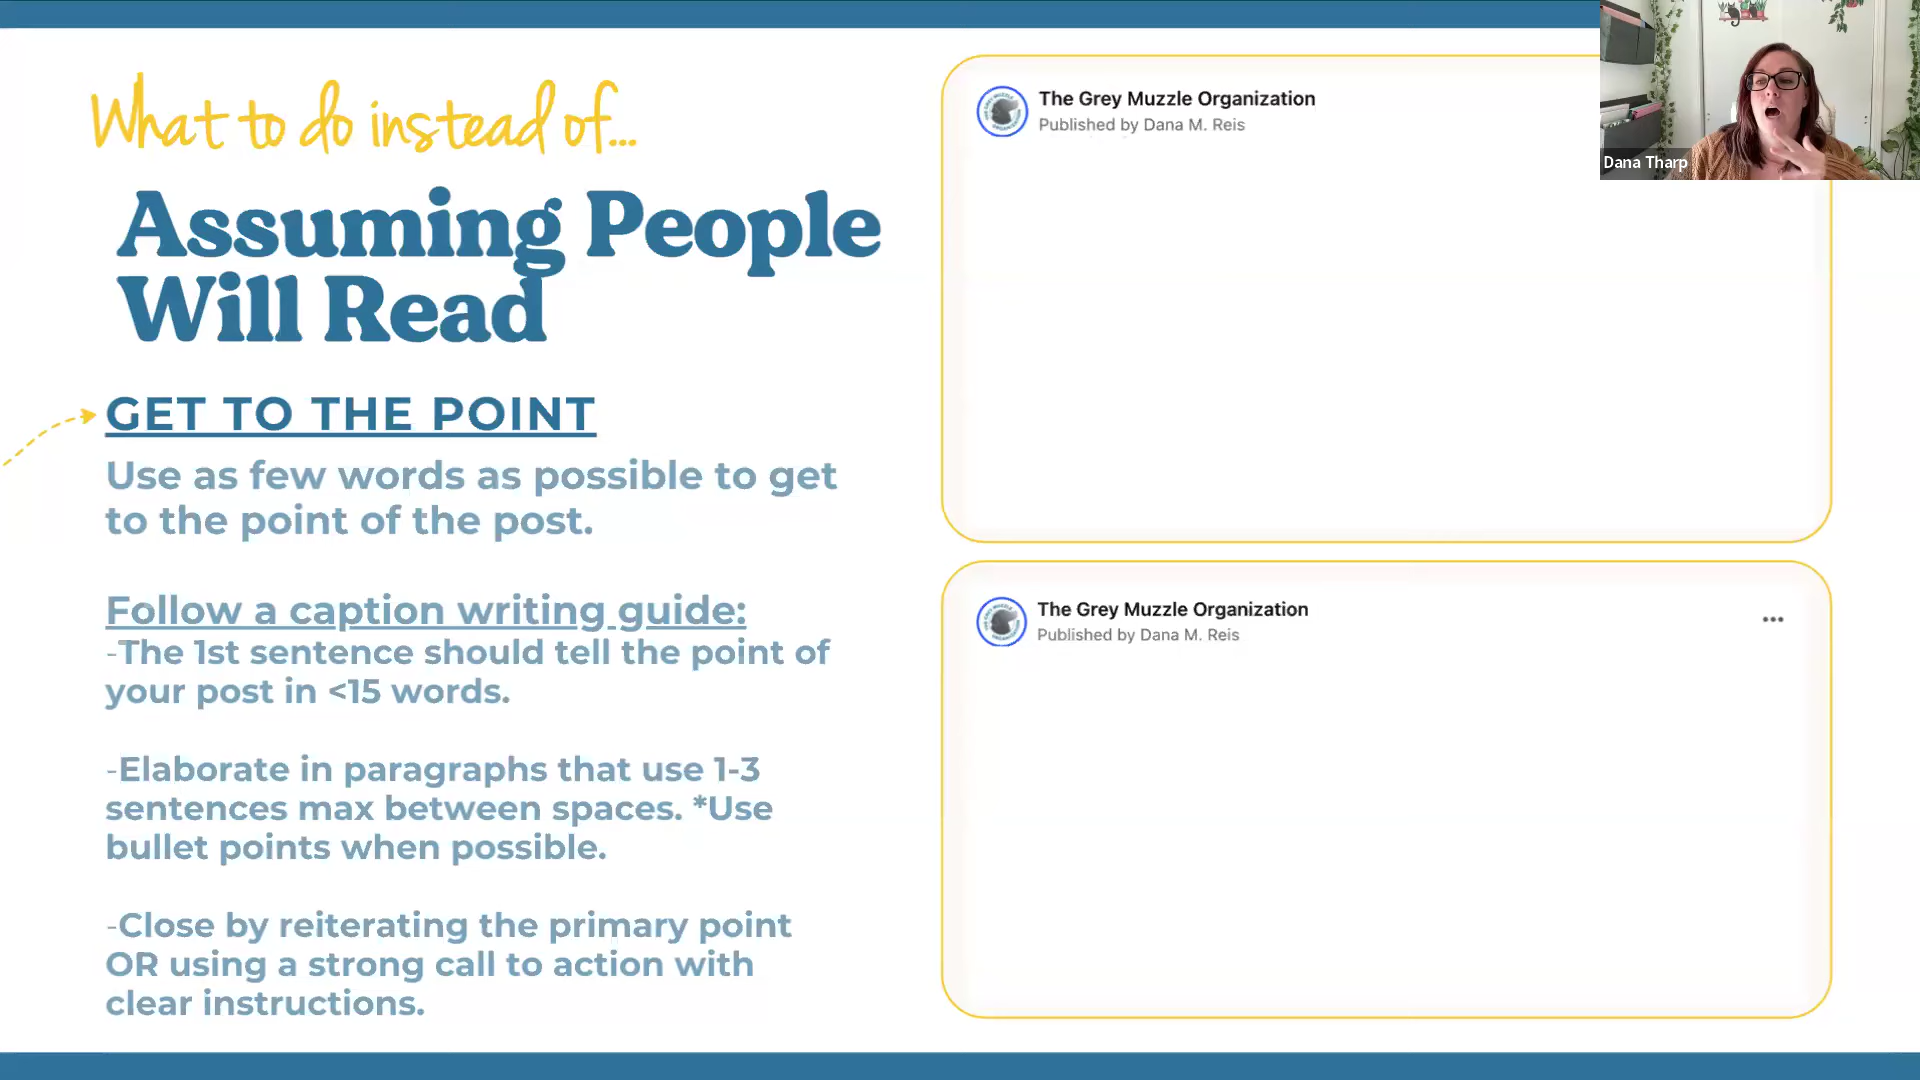 What to do instead of...
Assuming People
Will Read
GET TO THE POINT
Use as few words as possible to get
to the point of the post.
Follow a caption writing guide:
-The 1st sentence should tell the point of
your post in <15 words.
-Elaborate in paragraphs that use 1-3
sentences max between spaces. *Use
bullet points when possible.
-Close by reiterating the primary point
OR using a strong call to action with
clear instructions.
The Grey Muzzle Organization
Published by Dana M. Reis
The Grey Muzzle Organization
Published by Dana M. Reis
Dana Tharp